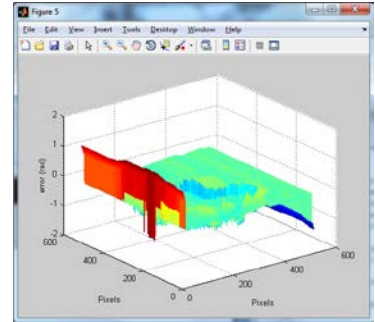 Figure 5
File Edit View Insert Tools Desktop Window Help
2
1
0
-1
-2
error (rad)
600
400
200
0
Pixels
0
200
400
600
Pixels